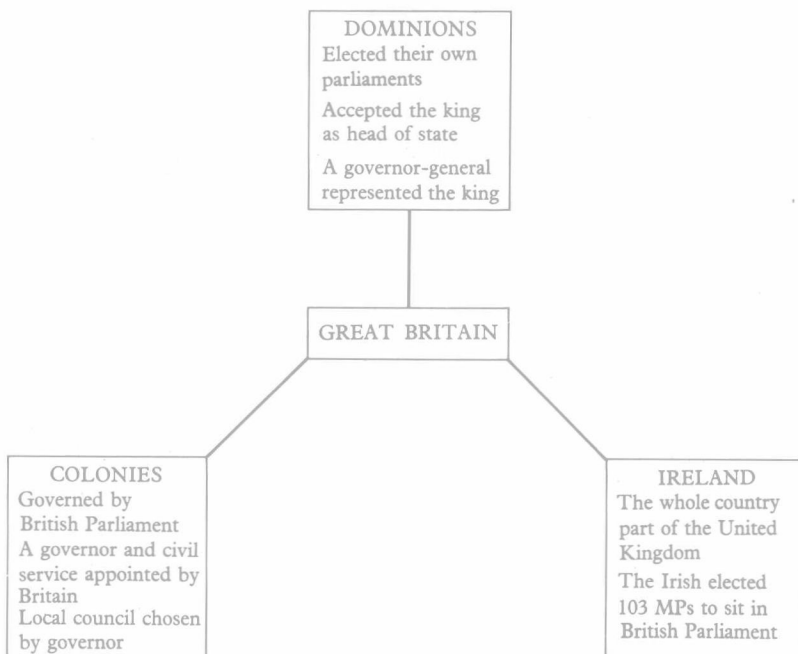 DOMINIONS
Elected their own
parliaments
Accepted the king
as head of state
A governor-general
represented the king
GREAT BRITAIN
COLONIES
Governed by
British Parliament
A governor and civil
service appointed by
Britain
Local council chosen
by governor
IRELAND
The whole country
part of the United
Kingdom
The Irish elected
103 MPs to sit in
British Parliament